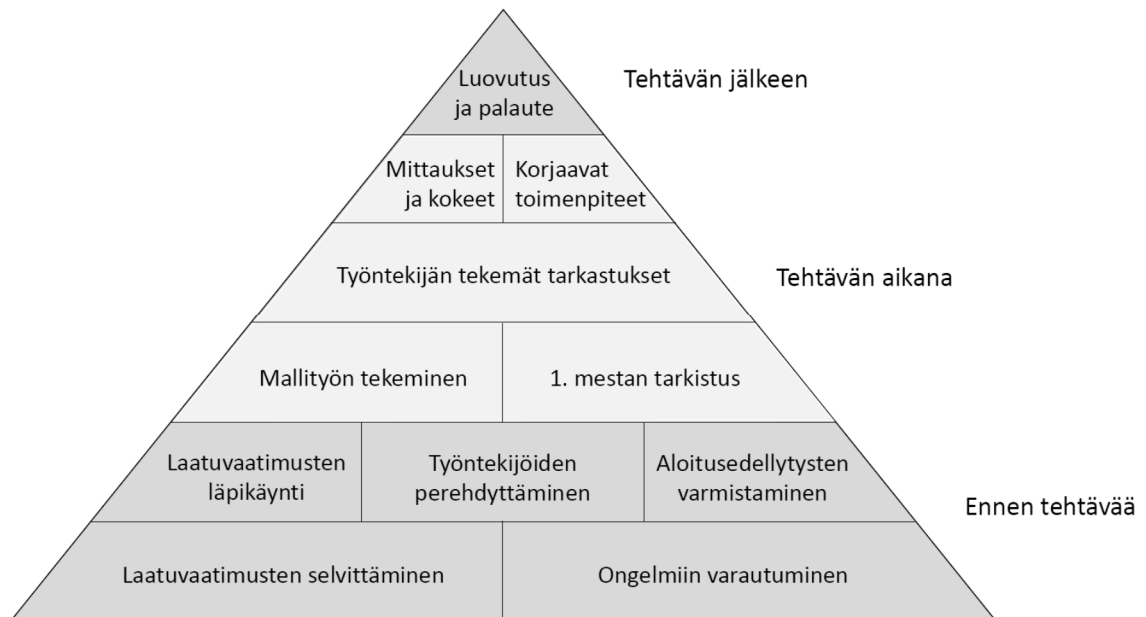 Luovutus
ja palaute
Tehtävän jälkeen
Mittaukset
ja kokeet
Korjaavat
toimenpiteet
Työntekijän tekemät tarkastukset
Tehtävän aikana
Mallityön tekeminen
1. mestan tarkistus
Laatuvaatimusten
läpikäynti
Työntekijöiden
perehdyttäminen
Aloitusedellytysten
varmistaminen
Ennen tehtävää
Laatuvaatimusten selvittäminen
Ongelmiin varautuminen